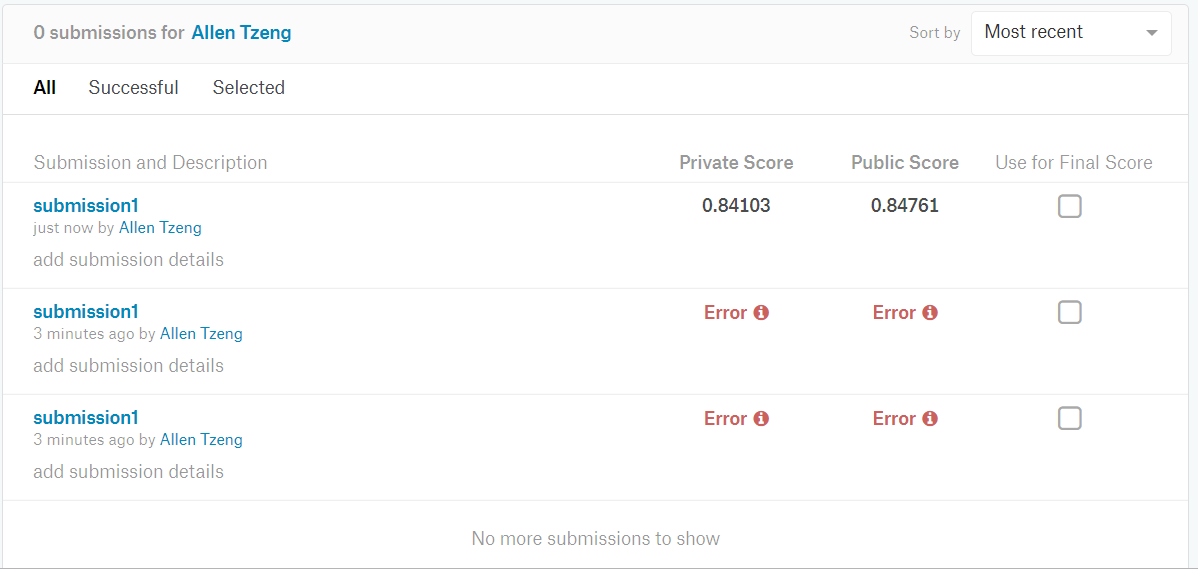 0 submissions for Allen Tzeng Sort by Most recent
All Successful Selected
Submission and Description Private Score Public Score Use for Final Score
submission1 0.84103 0.84761
just now by Allen Tzeng
add submission details
submission1 Error Error
3 minutes ago by Allen Tzeng
add submission details
submission1 Error Error
3 minutes ago by Allen Tzeng
add submission details
No more submissions to show